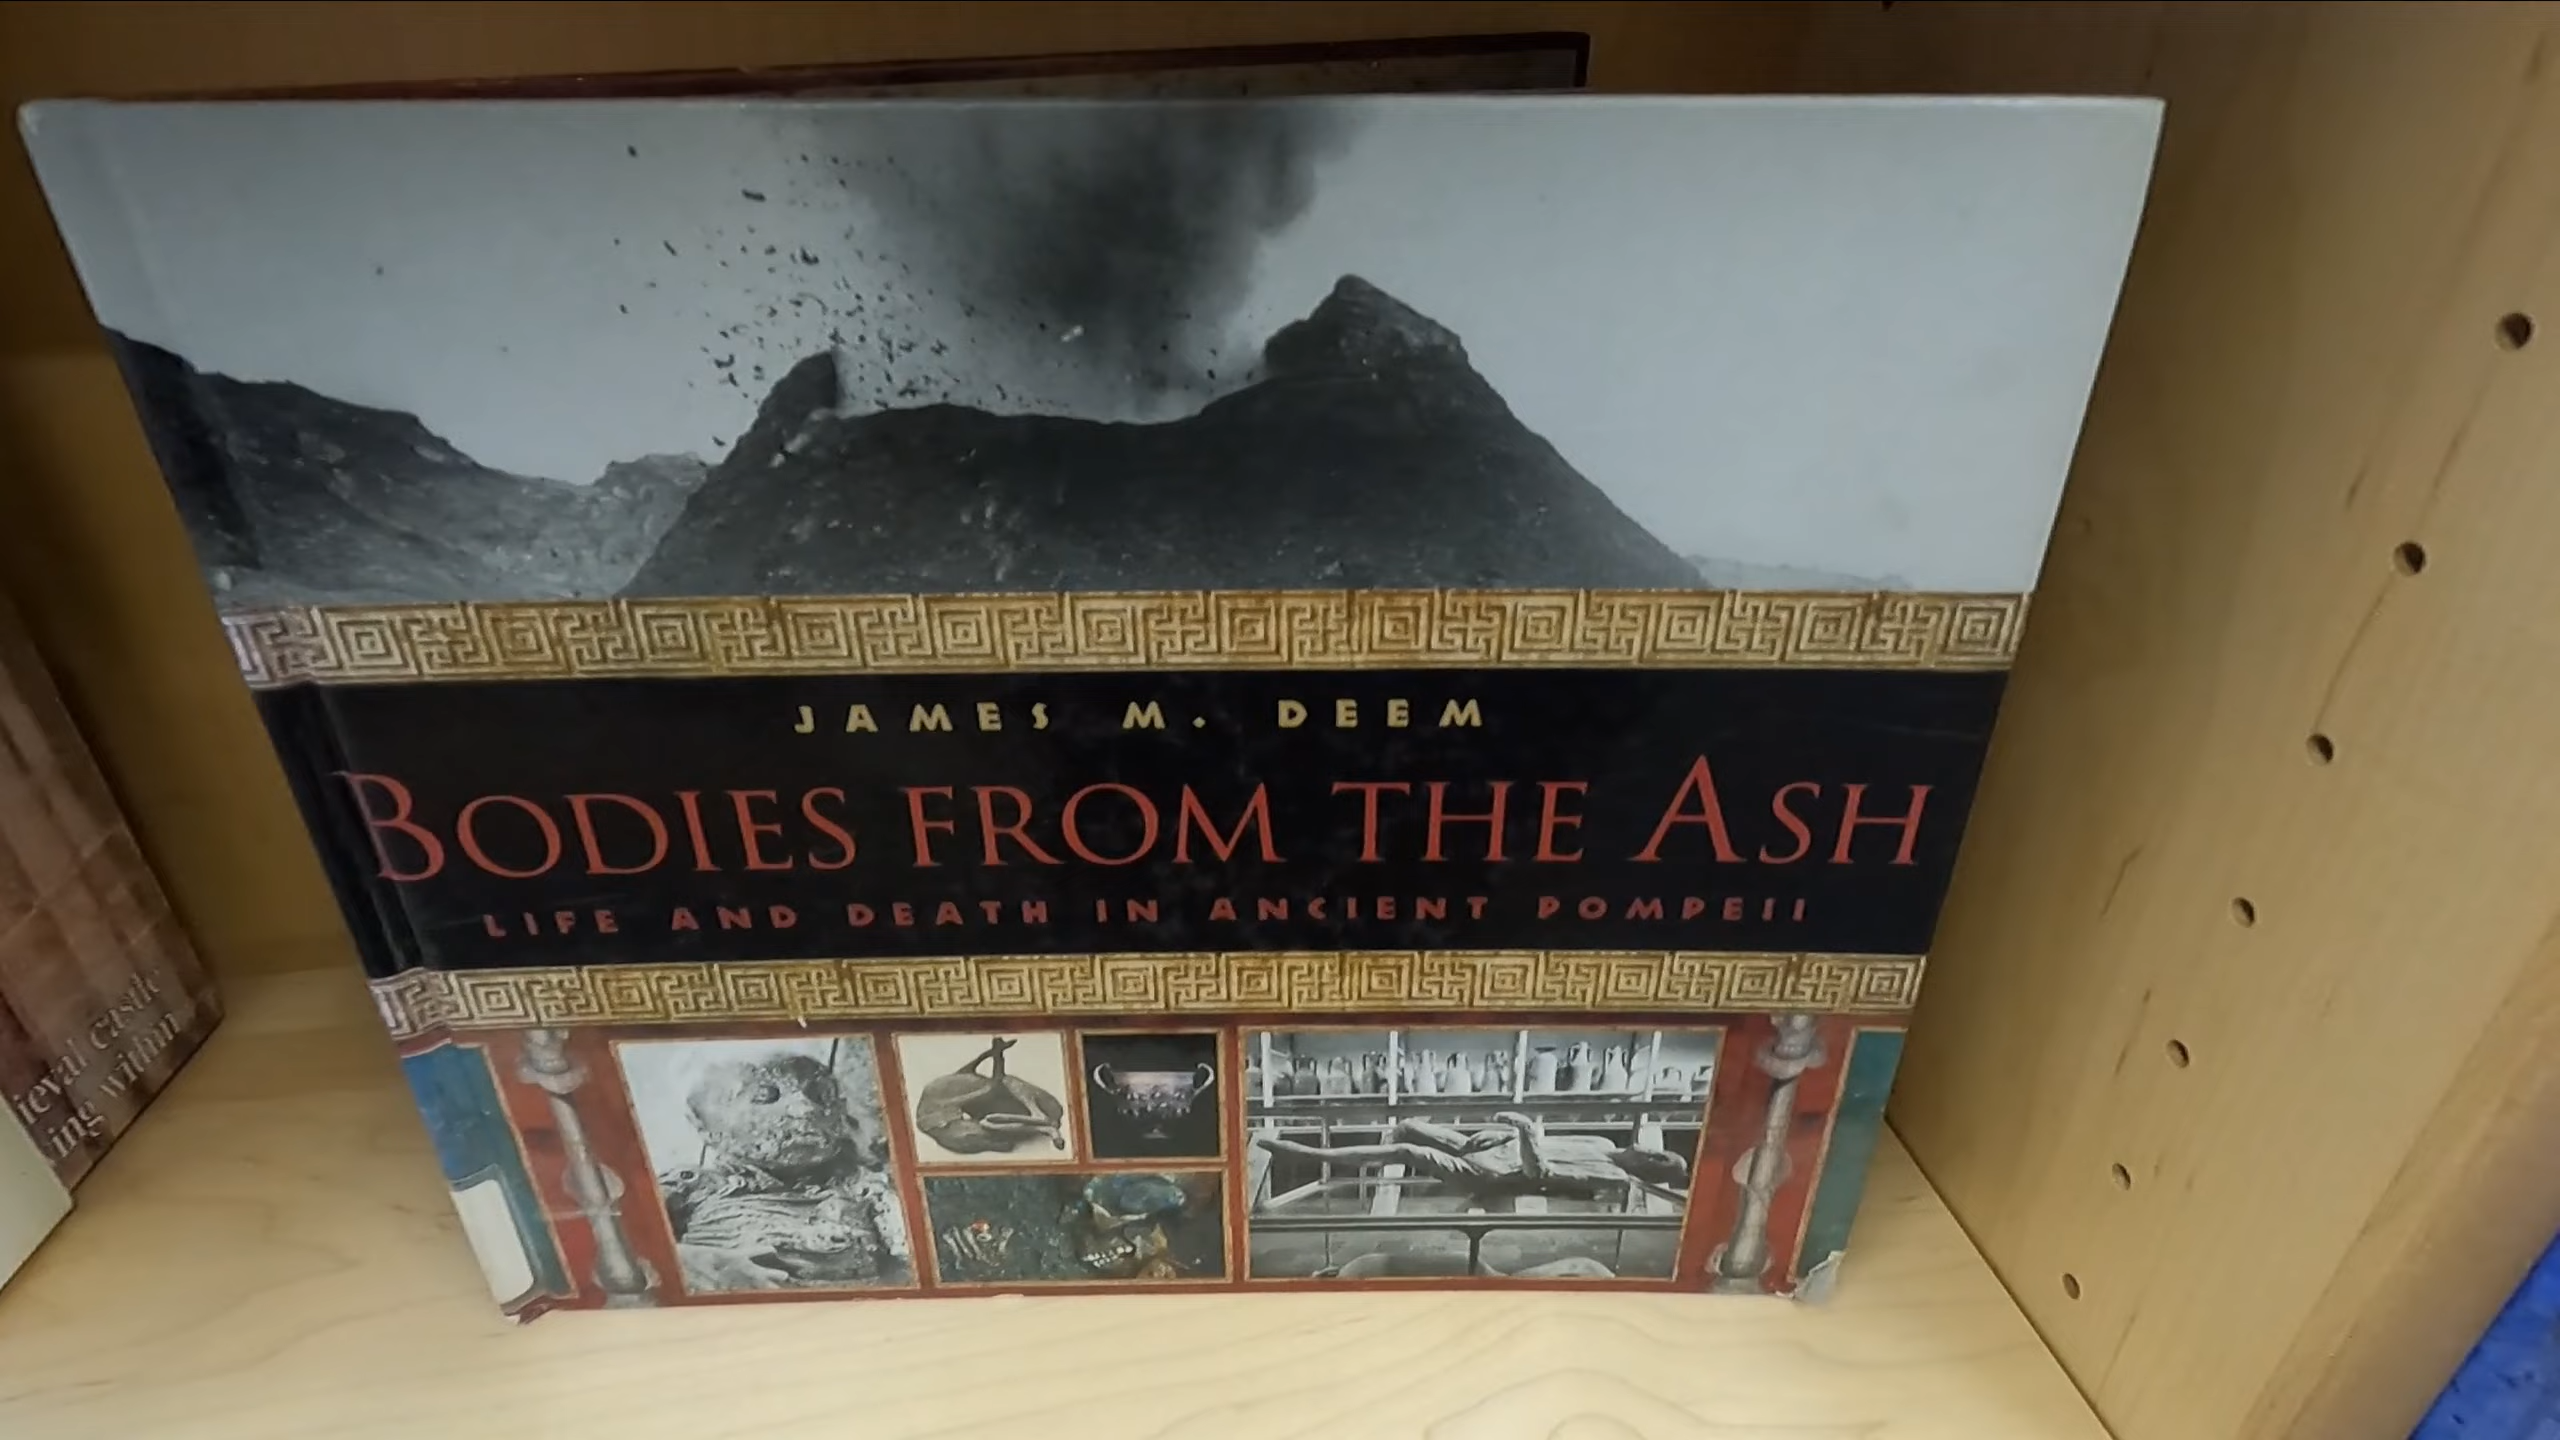 JAMES M. DEEM
BODIES FROM THE ASH
LIFE AND DEATH IN ANCIENT POMPEII
ieval castle
ing within